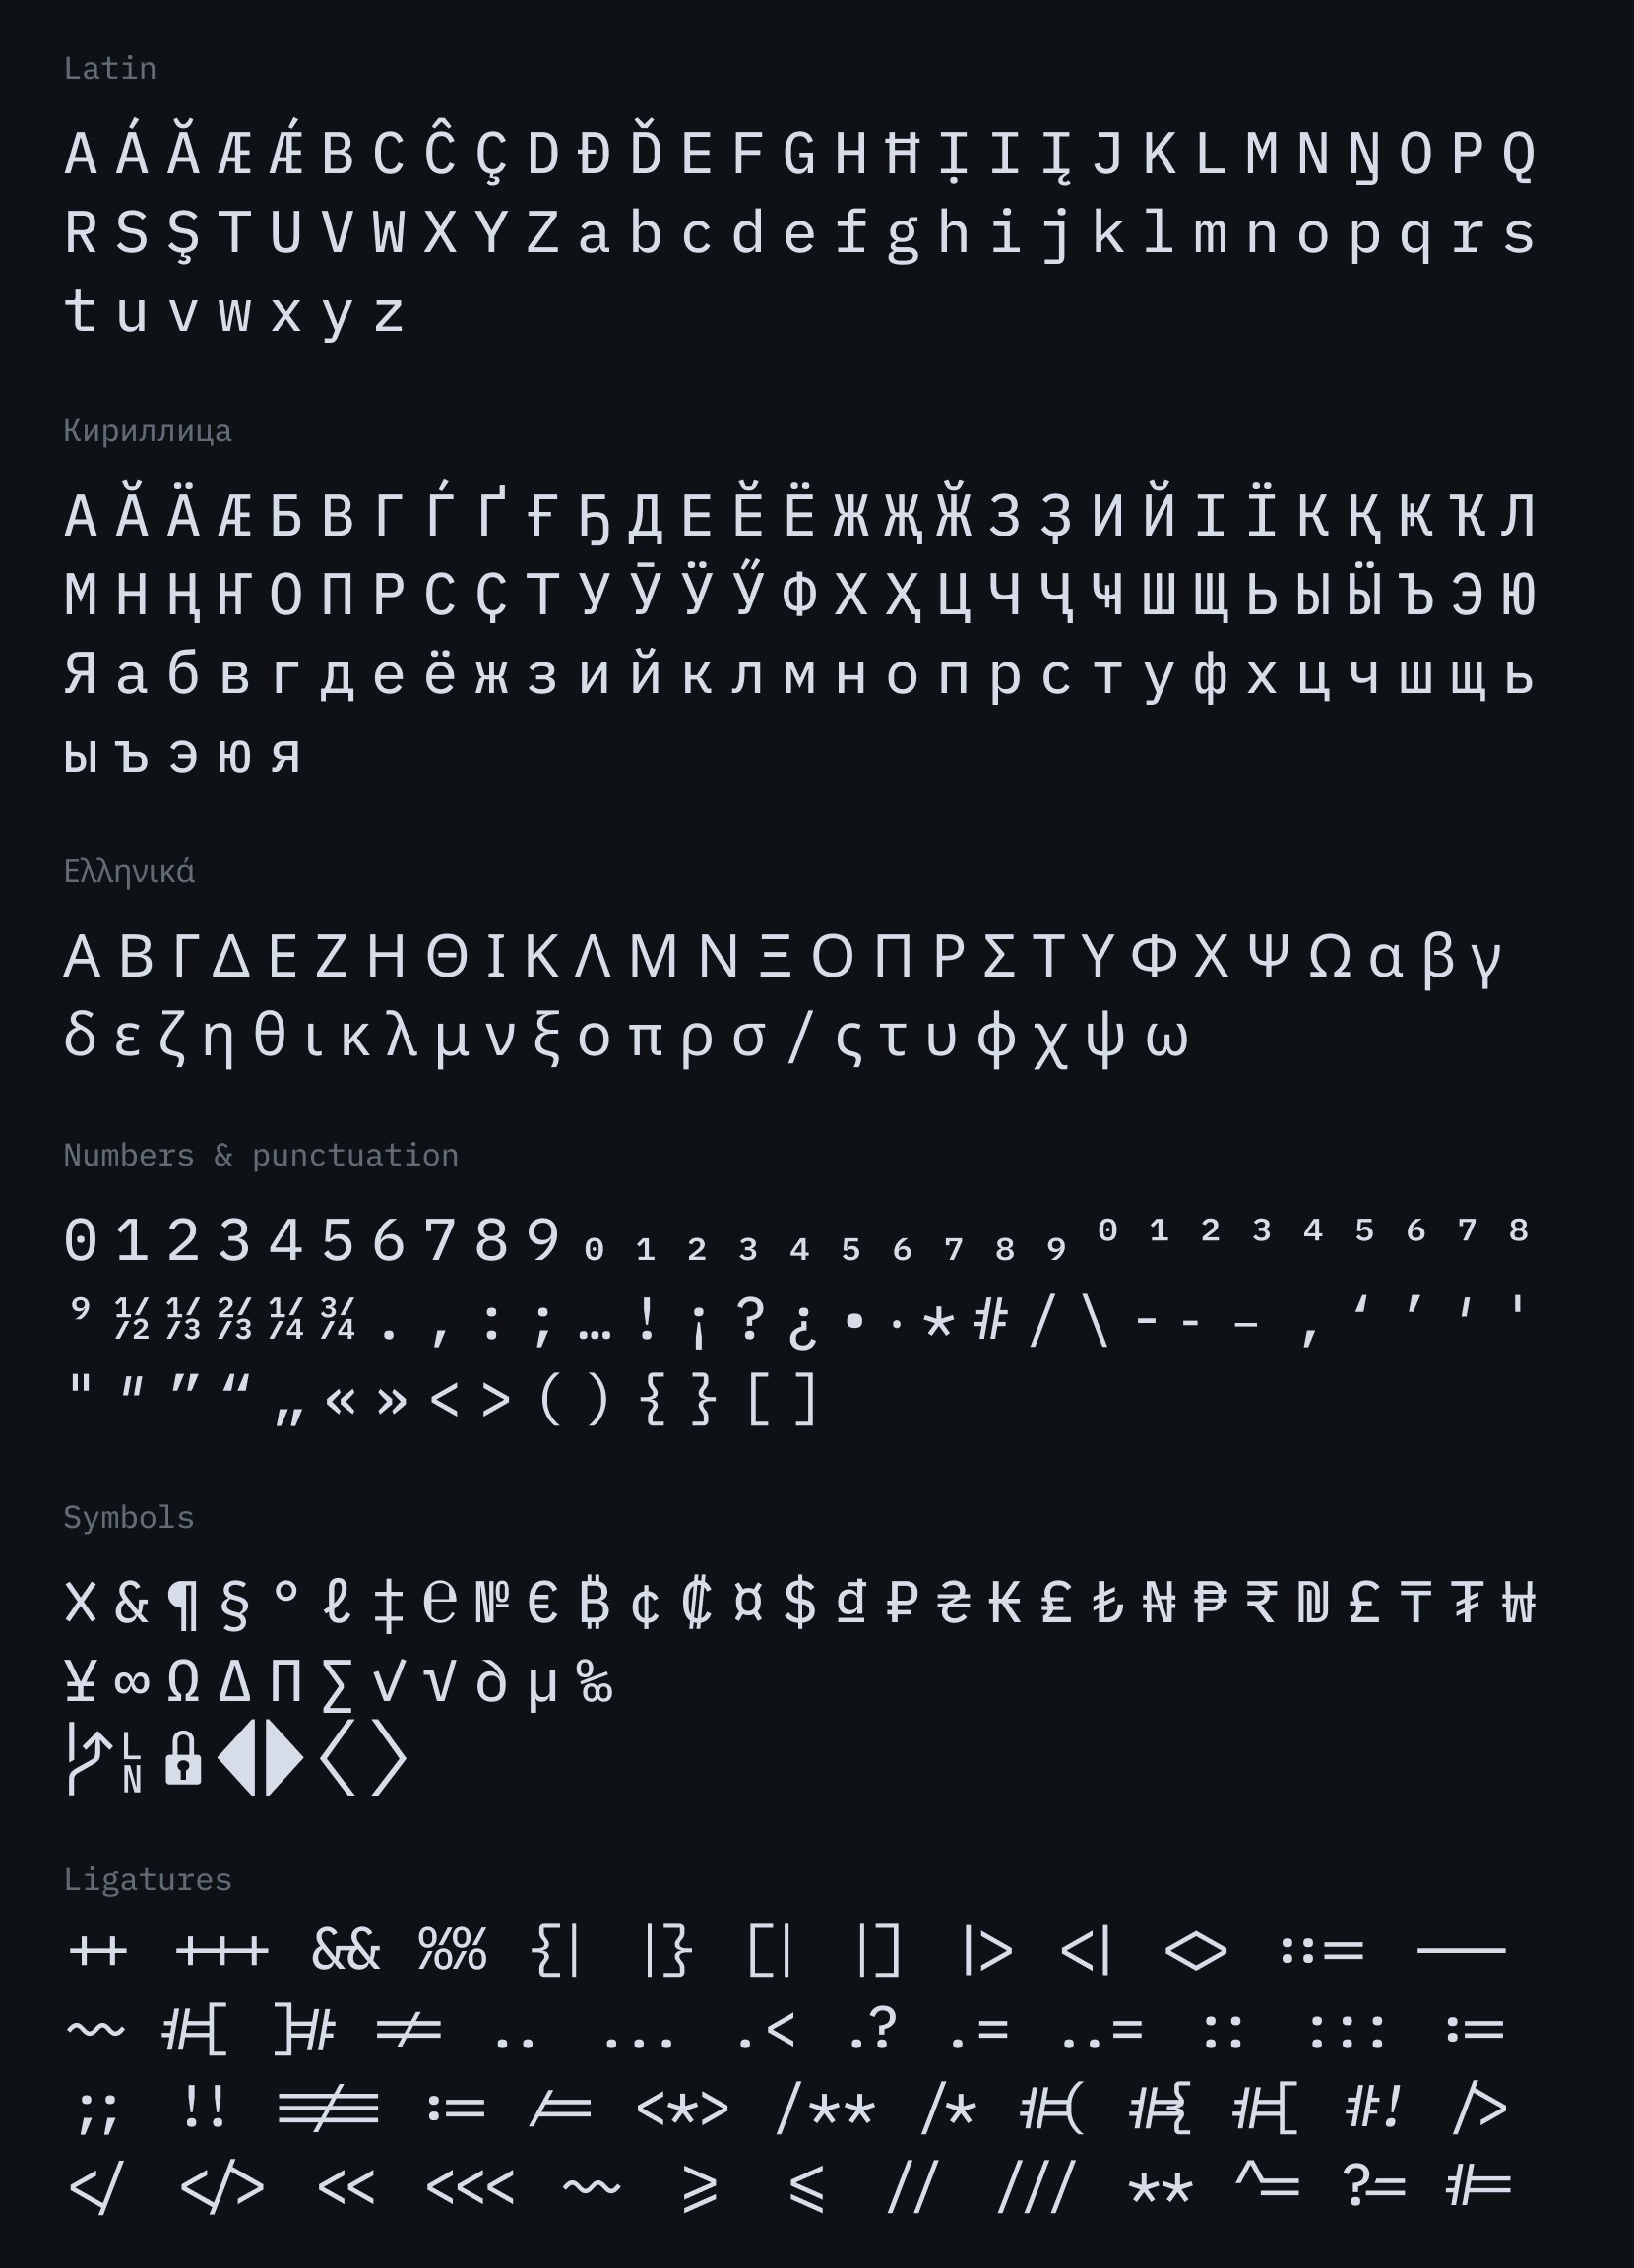 Latin
A Á Ă Æ Ǽ B C Ĉ Ç D Đ Ď E F G H Ħ Ị I Į J K L M N Ŋ O P Q
R S Ş T U V W X Y Z a b c d e f g h i j k l m n o p q r s
t u v w x y z
Кириллица
А Ӑ Ӓ Ӕ Б В Г Ѓ Ґ Ғ Ҕ Д Е Ӗ Ё Ж Җ Ӂ З Ҙ И Й І Ї К Қ Ҝ Ҡ Л
М Н Ң Ҥ О П Р С Ҫ Т У Ӯ Ӱ Ӳ Ф Х Ҳ Ц Ч Ҷ Ҹ Ш Щ Ь Ы Ӹ Ъ Э Ю
Я а б в г д е ё ж з и й к л м н о п р с т у ф х ц ч ш щ ь
ы ъ э ю я
Ελληνικά
Α Β Γ Δ Ε Ζ Η Θ Ι Κ Λ Μ Ν Ξ Ο Π Ρ Σ Τ Υ Φ Χ Ψ Ω α β γ
δ ε ζ η θ ι κ λ μ ν ξ ο π ρ σ / ς τ υ φ χ ψ ω
Numbers & punctuation
0 1 2 3 4 5 6 7 8 9 ₀ ₁ ₂ ₃ ₄ ₅ ₆ ₇ ₈ ₉ ⁰ ¹ ² ³ ⁴ ⁵ ⁶ ⁷ ⁸
⁹ ½ ⅓ ⅔ ¼ ¾ . , : ; … ! ¡ ? ¿ • · * # / \ - - – ‚ ‘ ’ ′ '
" ″ ” “ „ « » < > ( ) { } [ ]
Symbols
☓ & ¶ § ° ℓ ‡ ℮ № € ₿ ¢ ₡ ¤ $ ₫ ₽ ₴ ₭ ₤ ₺ ₦ ₱ ₹ ₪ £ ₸ ₮ ₩
¥ ∞ Ω ∆ Π ∑ √ √ ∂ µ ‰
LN
Ligatures
++ +++ && %% {| |} [| |] |> <| <> ::= ---
~~ #[ ]# != .. ... .< .? .= ..= :: ::: :=
;; !! !== := /= <*> /** /* #( #{ #[ #! />
</ </> << <<< ~~ >= <= // /// ** ^= ?= #=